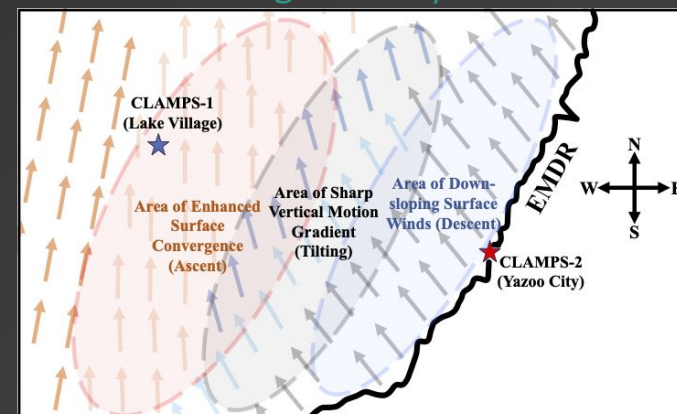 CLAMPS-1
(Lake Village)
Area of Enhanced
Surface
Convergence
(Ascent)
Area of Sharp
Vertical Motion
Gradient
(Tilting)
Area of Down-
sloping Surface
Winds (Descent)
EMDR
CLAMPS-2
(Yazoo City)
N
W
E
S